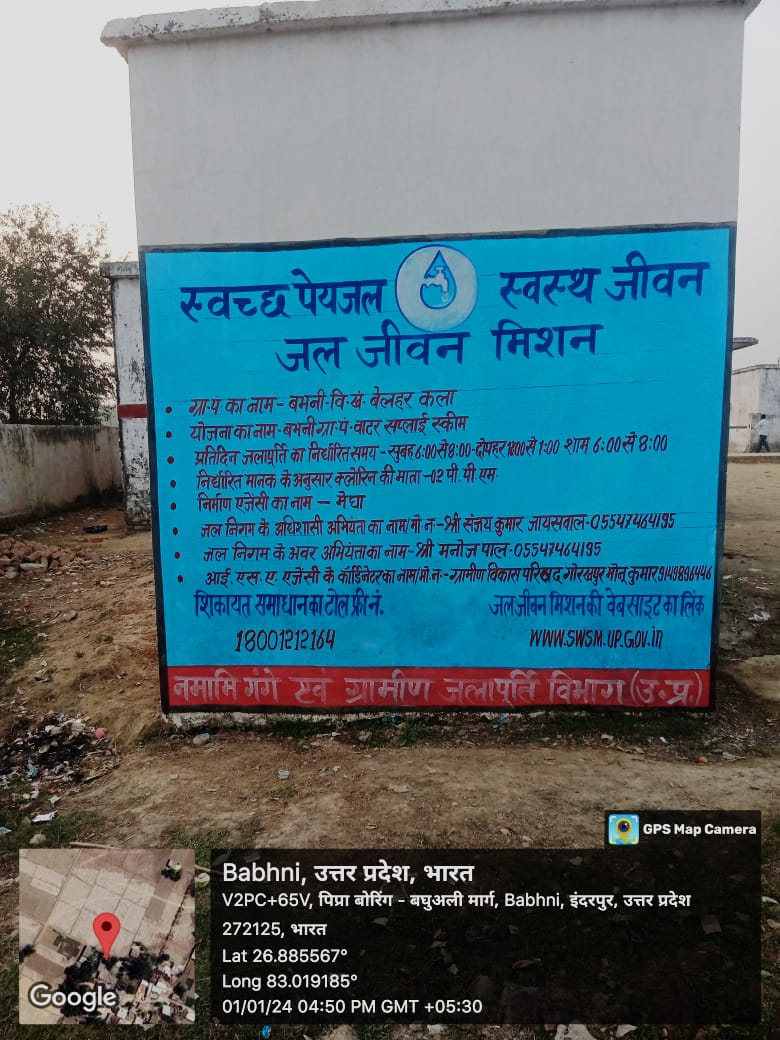 स्वच्छ पेयजल स्वस्थ जीवन
जल जीवन मिशन
• ग्रा.पं का नाम - बभनी-वि.खं. बेलहर कला
• योजना का नाम-बभनी ग्रा.पं. वाटर सप्लाई स्कीम
• प्रतिदिन जलापूर्ति का निर्धारित समय - सुबह 6:00 से 8:00-दोपहर 12:00 से 1:00 शाम 6:00 से 8:00
• निर्धारित मानक के अनुसार क्लोरिन की मात्रा -02 पी.पी एम.
• निर्माण एजेंसी का नाम - मेघा
• जल निगम के अधिशासी अभियंता का नाम/मो.न.-श्री संजय कुमार जायसवाल-05547464195
• जल निगम के अवर अभियंता का नाम-श्री मनोज पाल-05547464195
• आई. एस. ए. एजेंसी के कॉर्डिनेटर का नाम/मो.न.-ग्रामीण विकास परिषद गोरखपुर मोनू कुमार 9148896446
शिकायत समाधान का टोल फ्री नं. जल जीवन मिशन की वेबसाइट का लिंक
18001212164 WWW.SWSM.UP.GOV.in
नमामि गंगे एवं ग्रामीण जलापूर्ति विभाग (उ.प्र.)
GPS Map Camera
Babhni, उत्तर प्रदेश, भारत
V2PC+65V, पिप्रा बोरिंग - बघुअली मार्ग, Babhni, इंदरपुर, उत्तर प्रदेश
272125, भारत
Lat 26.885567°
Long 83.019185°
01/01/24 04:50 PM GMT +05:30
Google